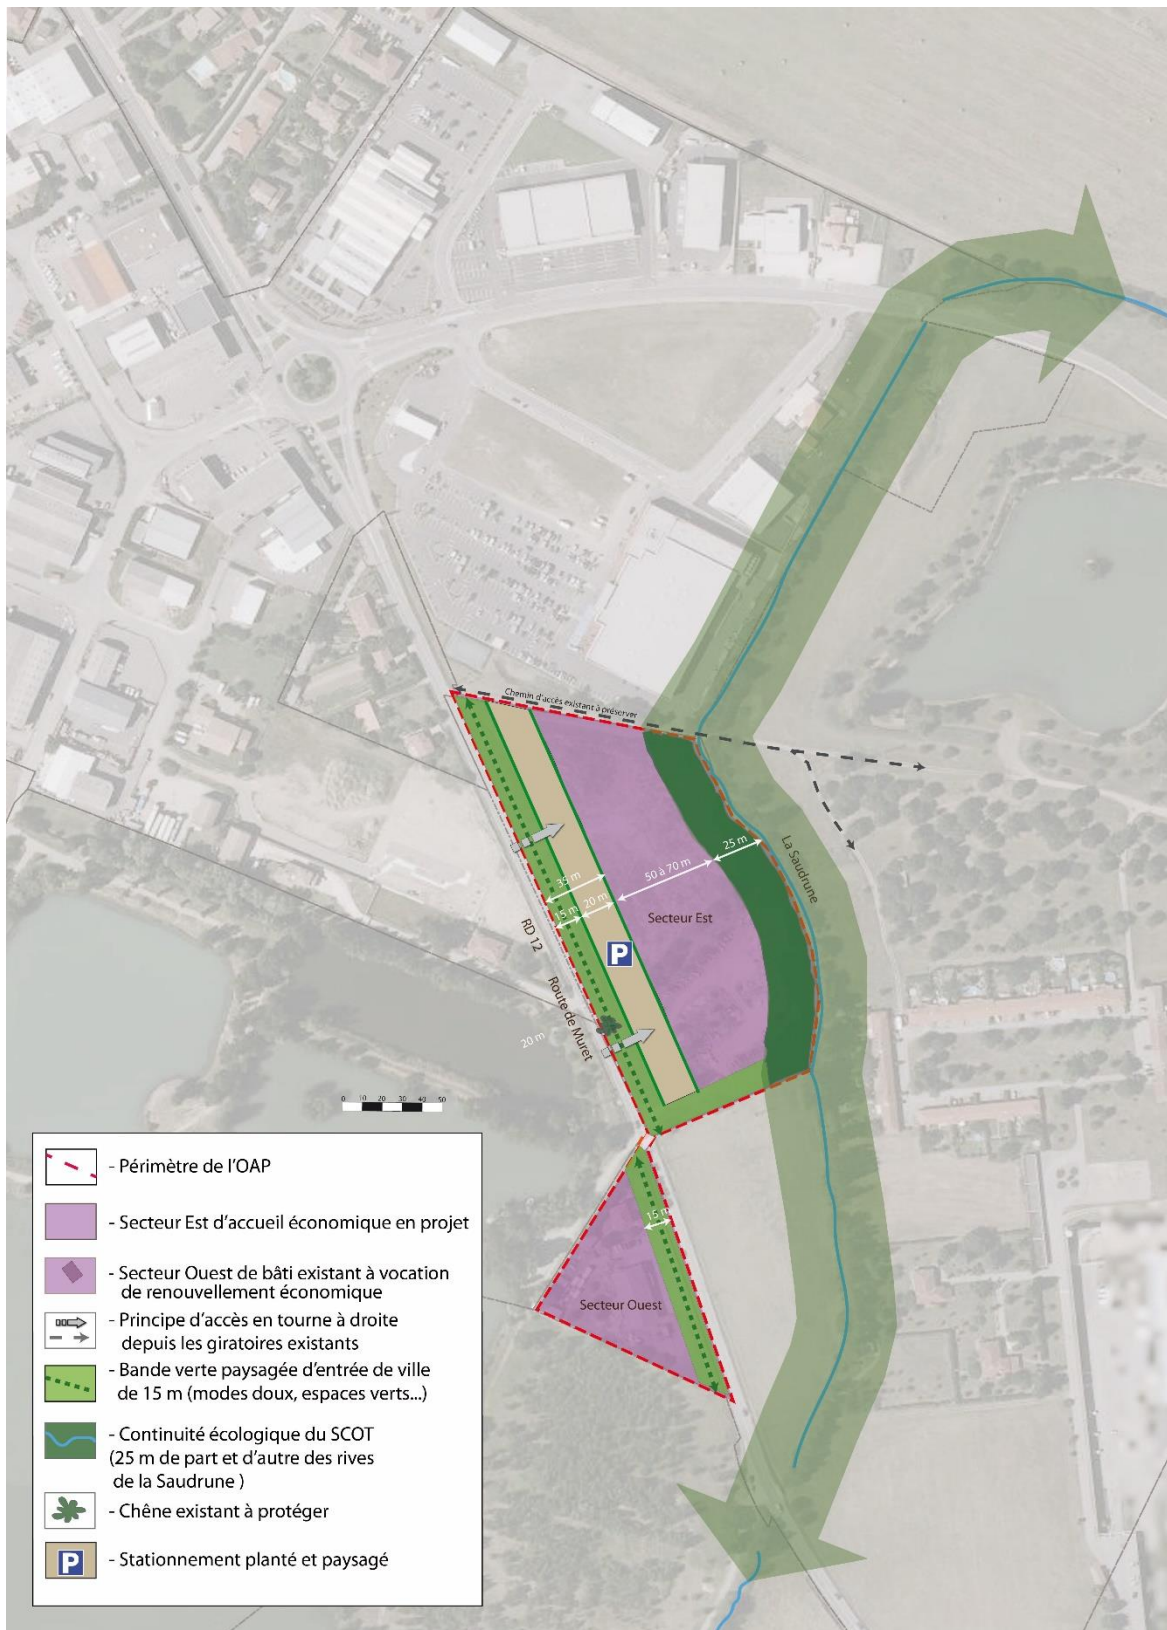 Chemin d'accès existant à préserver
25 m
La Saudrune
50 à 70 m
35 m
20 m
15 m
Secteur Est
RD 12
P
Route de Muret
20 m
0 10 20 30 40 50
15 m
Secteur Ouest
- Périmètre de l'OAP
- Secteur Est d'accueil économique en projet
- Secteur Ouest de bâti existant à vocation
de renouvellement économique
- Principe d'accès en tourne à droite
depuis les giratoires existants
- Bande verte paysagée d'entrée de ville
de 15 m (modes doux, espaces verts...)
- Continuité écologique du SCOT
(25 m de part et d'autre des rives
de la Saudrune )
- Chêne existant à protéger
P
- Stationnement planté et paysagé